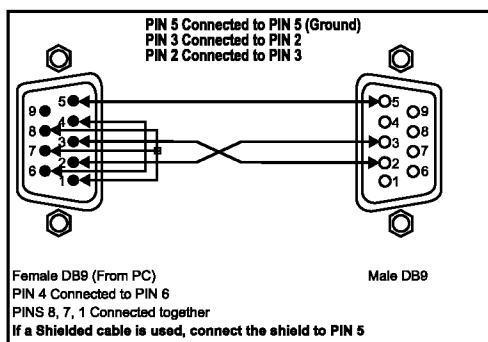 PIN 5 Connected to PIN 5 (Ground)
PIN 3 Connected to PIN 2
PIN 2 Connected to PIN 3
5
9
4
8
3
7
2
6
1
5
9
4
8
3
7
2
6
1
Female DB9 (From PC)
Male DB9
PIN 4 Connected to PIN 6
PINS 8, 7, 1 Connected together
If a Shielded cable is used, connect the shield to PIN 5